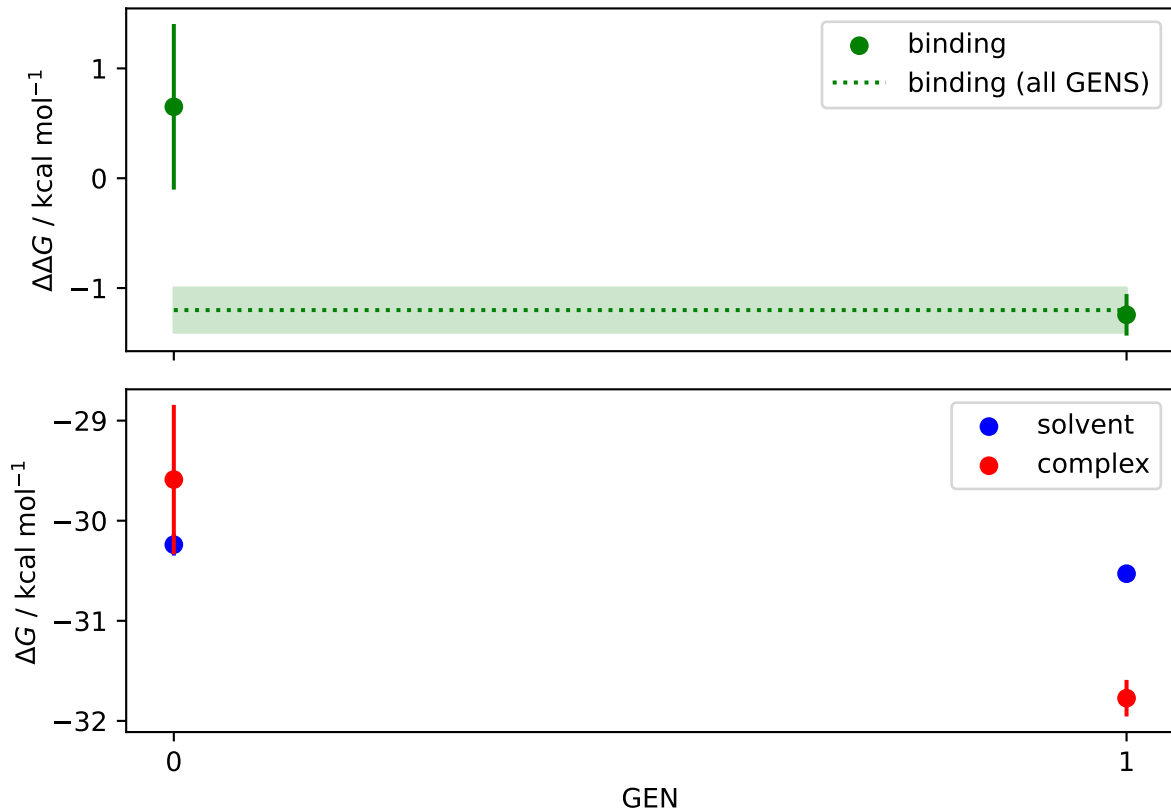 ΔΔG / kcal mol⁻¹
1
0
−1
binding
binding (all GENS)
ΔG / kcal mol⁻¹
−29
−30
−31
−32
solvent
complex
0
1
GEN